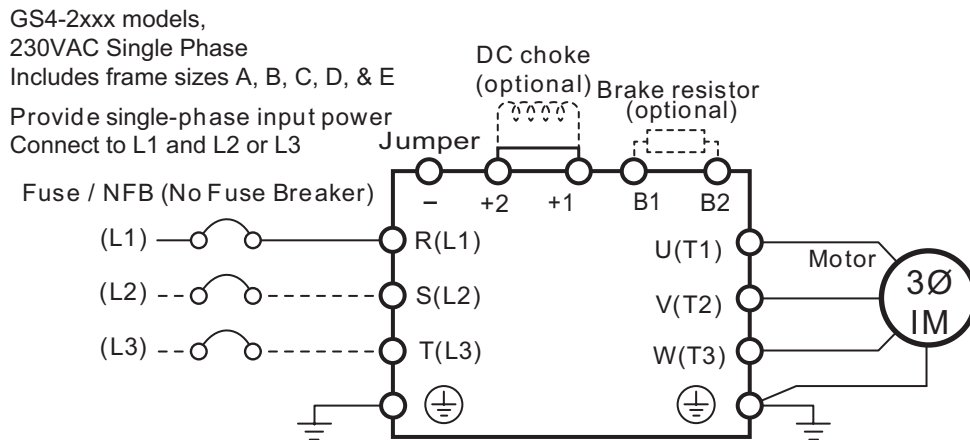 GS4-2xxx models,
230VAC Single Phase
Includes frame sizes A, B, C, D, & E
Provide single-phase input power
Connect to L1 and L2 or L3
DC choke
(optional)
Brake resistor
(optional)
Jumper
Fuse / NFB (No Fuse Breaker)
– +2 +1 B1 B2
(L1) R(L1) U(T1)
Motor
(L2) S(L2) V(T2)
3Ø
IM
(L3) T(L3) W(T3)